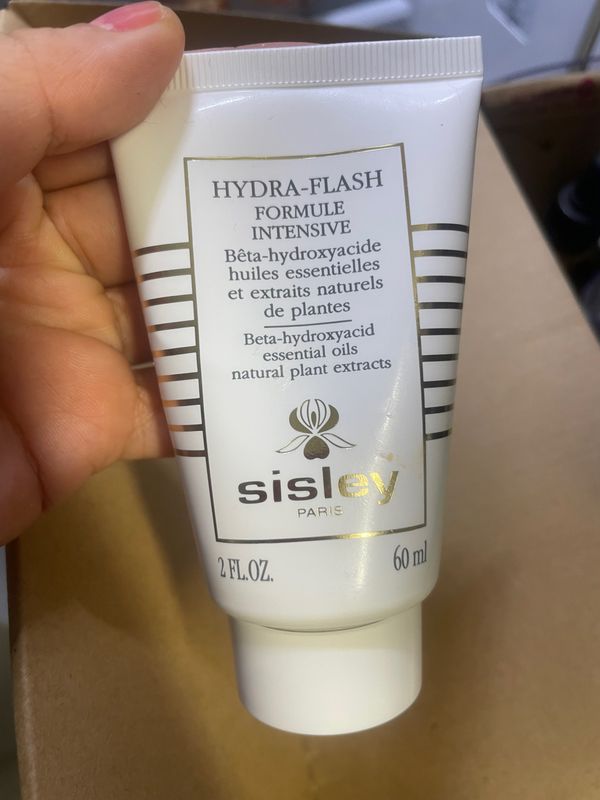 HYDRA-FLASH
FORMULE
INTENSIVE
Bêta-hydroxyacide
huiles essentielles
et extraits naturels
de plantes
Beta-hydroxyacid
essential oils
natural plant extracts
sisley
PARIS
2 FL.OZ. 60 ml